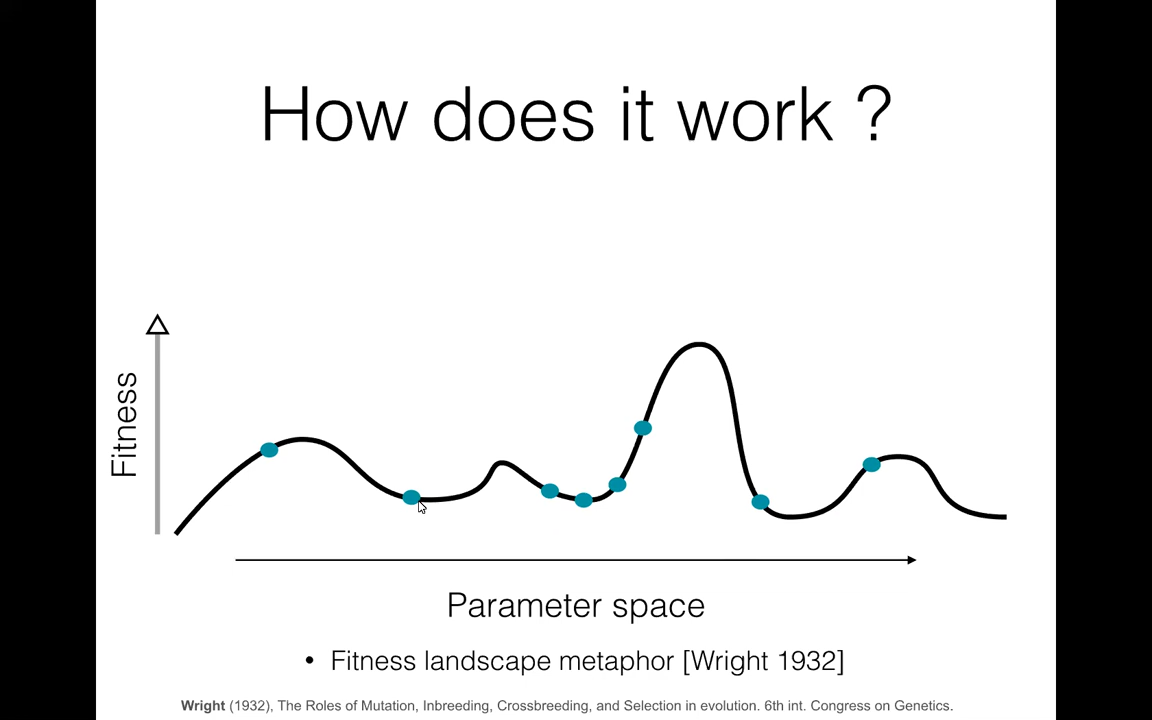 How does it work ?
Fitness
Parameter space
• Fitness landscape metaphor [Wright 1932]
Wright (1932), The Roles of Mutation, Inbreeding, Crossbreeding, and Selection in evolution. 6th int. Congress on Genetics.